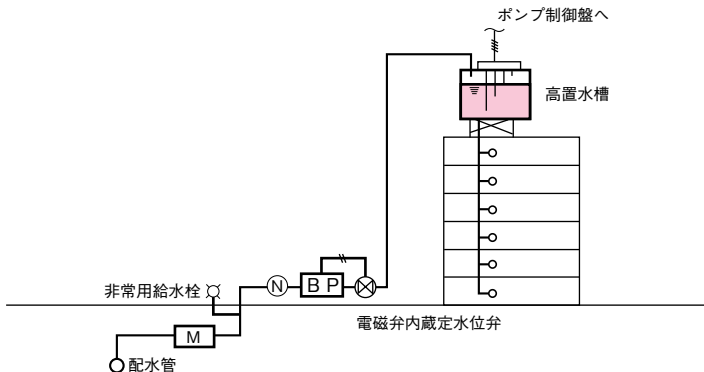 ポンプ制御盤へ
高置水槽
非常用給水栓
N
B P
電磁弁内蔵定水位弁
M
配水管